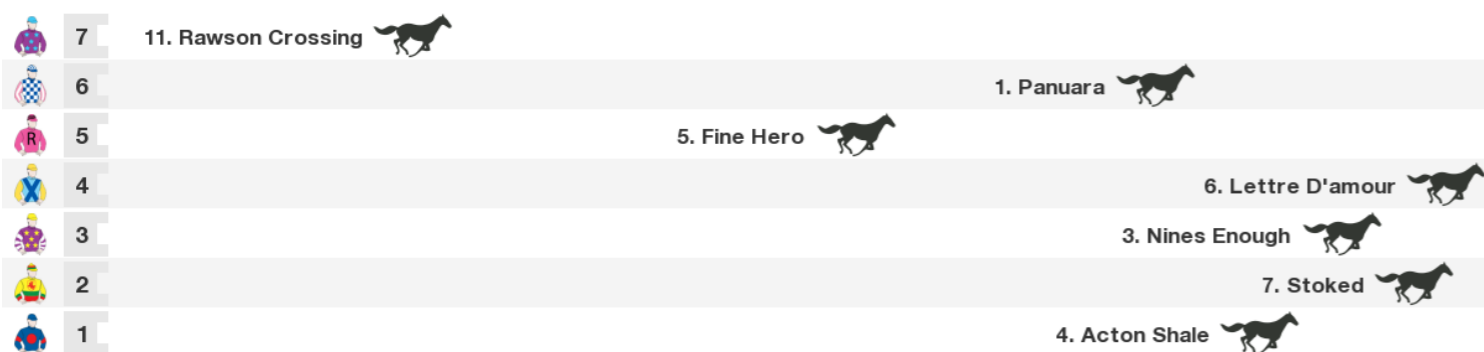 7 11. Rawson Crossing
6 1. Panuara
R 5 5. Fine Hero
4 6. Lettre D'amour
3 3. Nines Enough
2 7. Stoked
1 4. Acton Shale